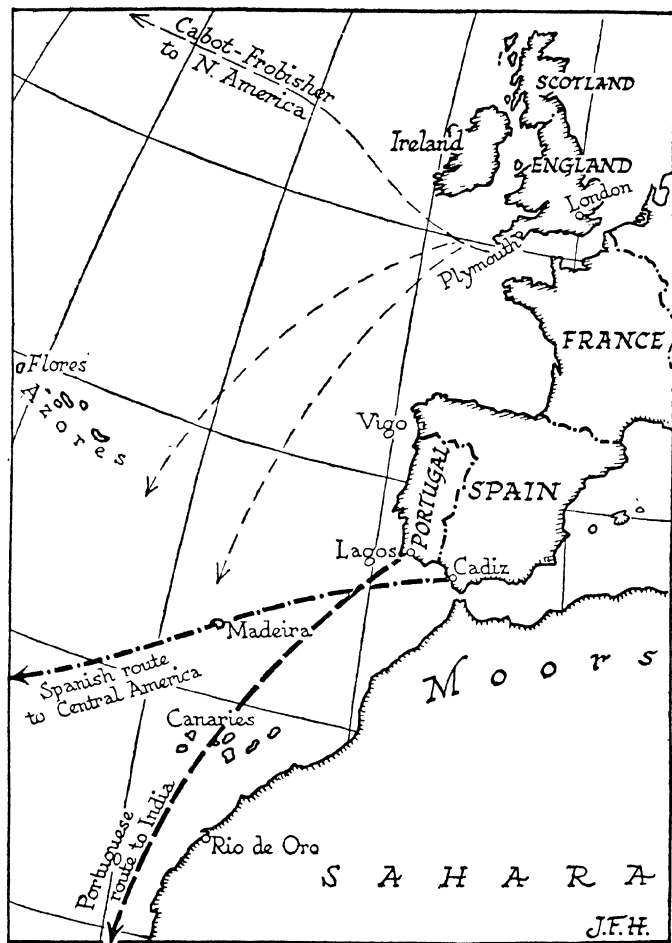 Cabot-Frobisher
to N. America
SCOTLAND
Ireland
ENGLAND
London
Plymouth
FRANCE
Flores
Azores
Vigo
PORTUGAL
SPAIN
Lagos
Cadiz
Madeira
Spanish route
to Central America
Moors
Canaries
Portuguese
route to India
Rio de Oro
SAHARA
J.F.H.